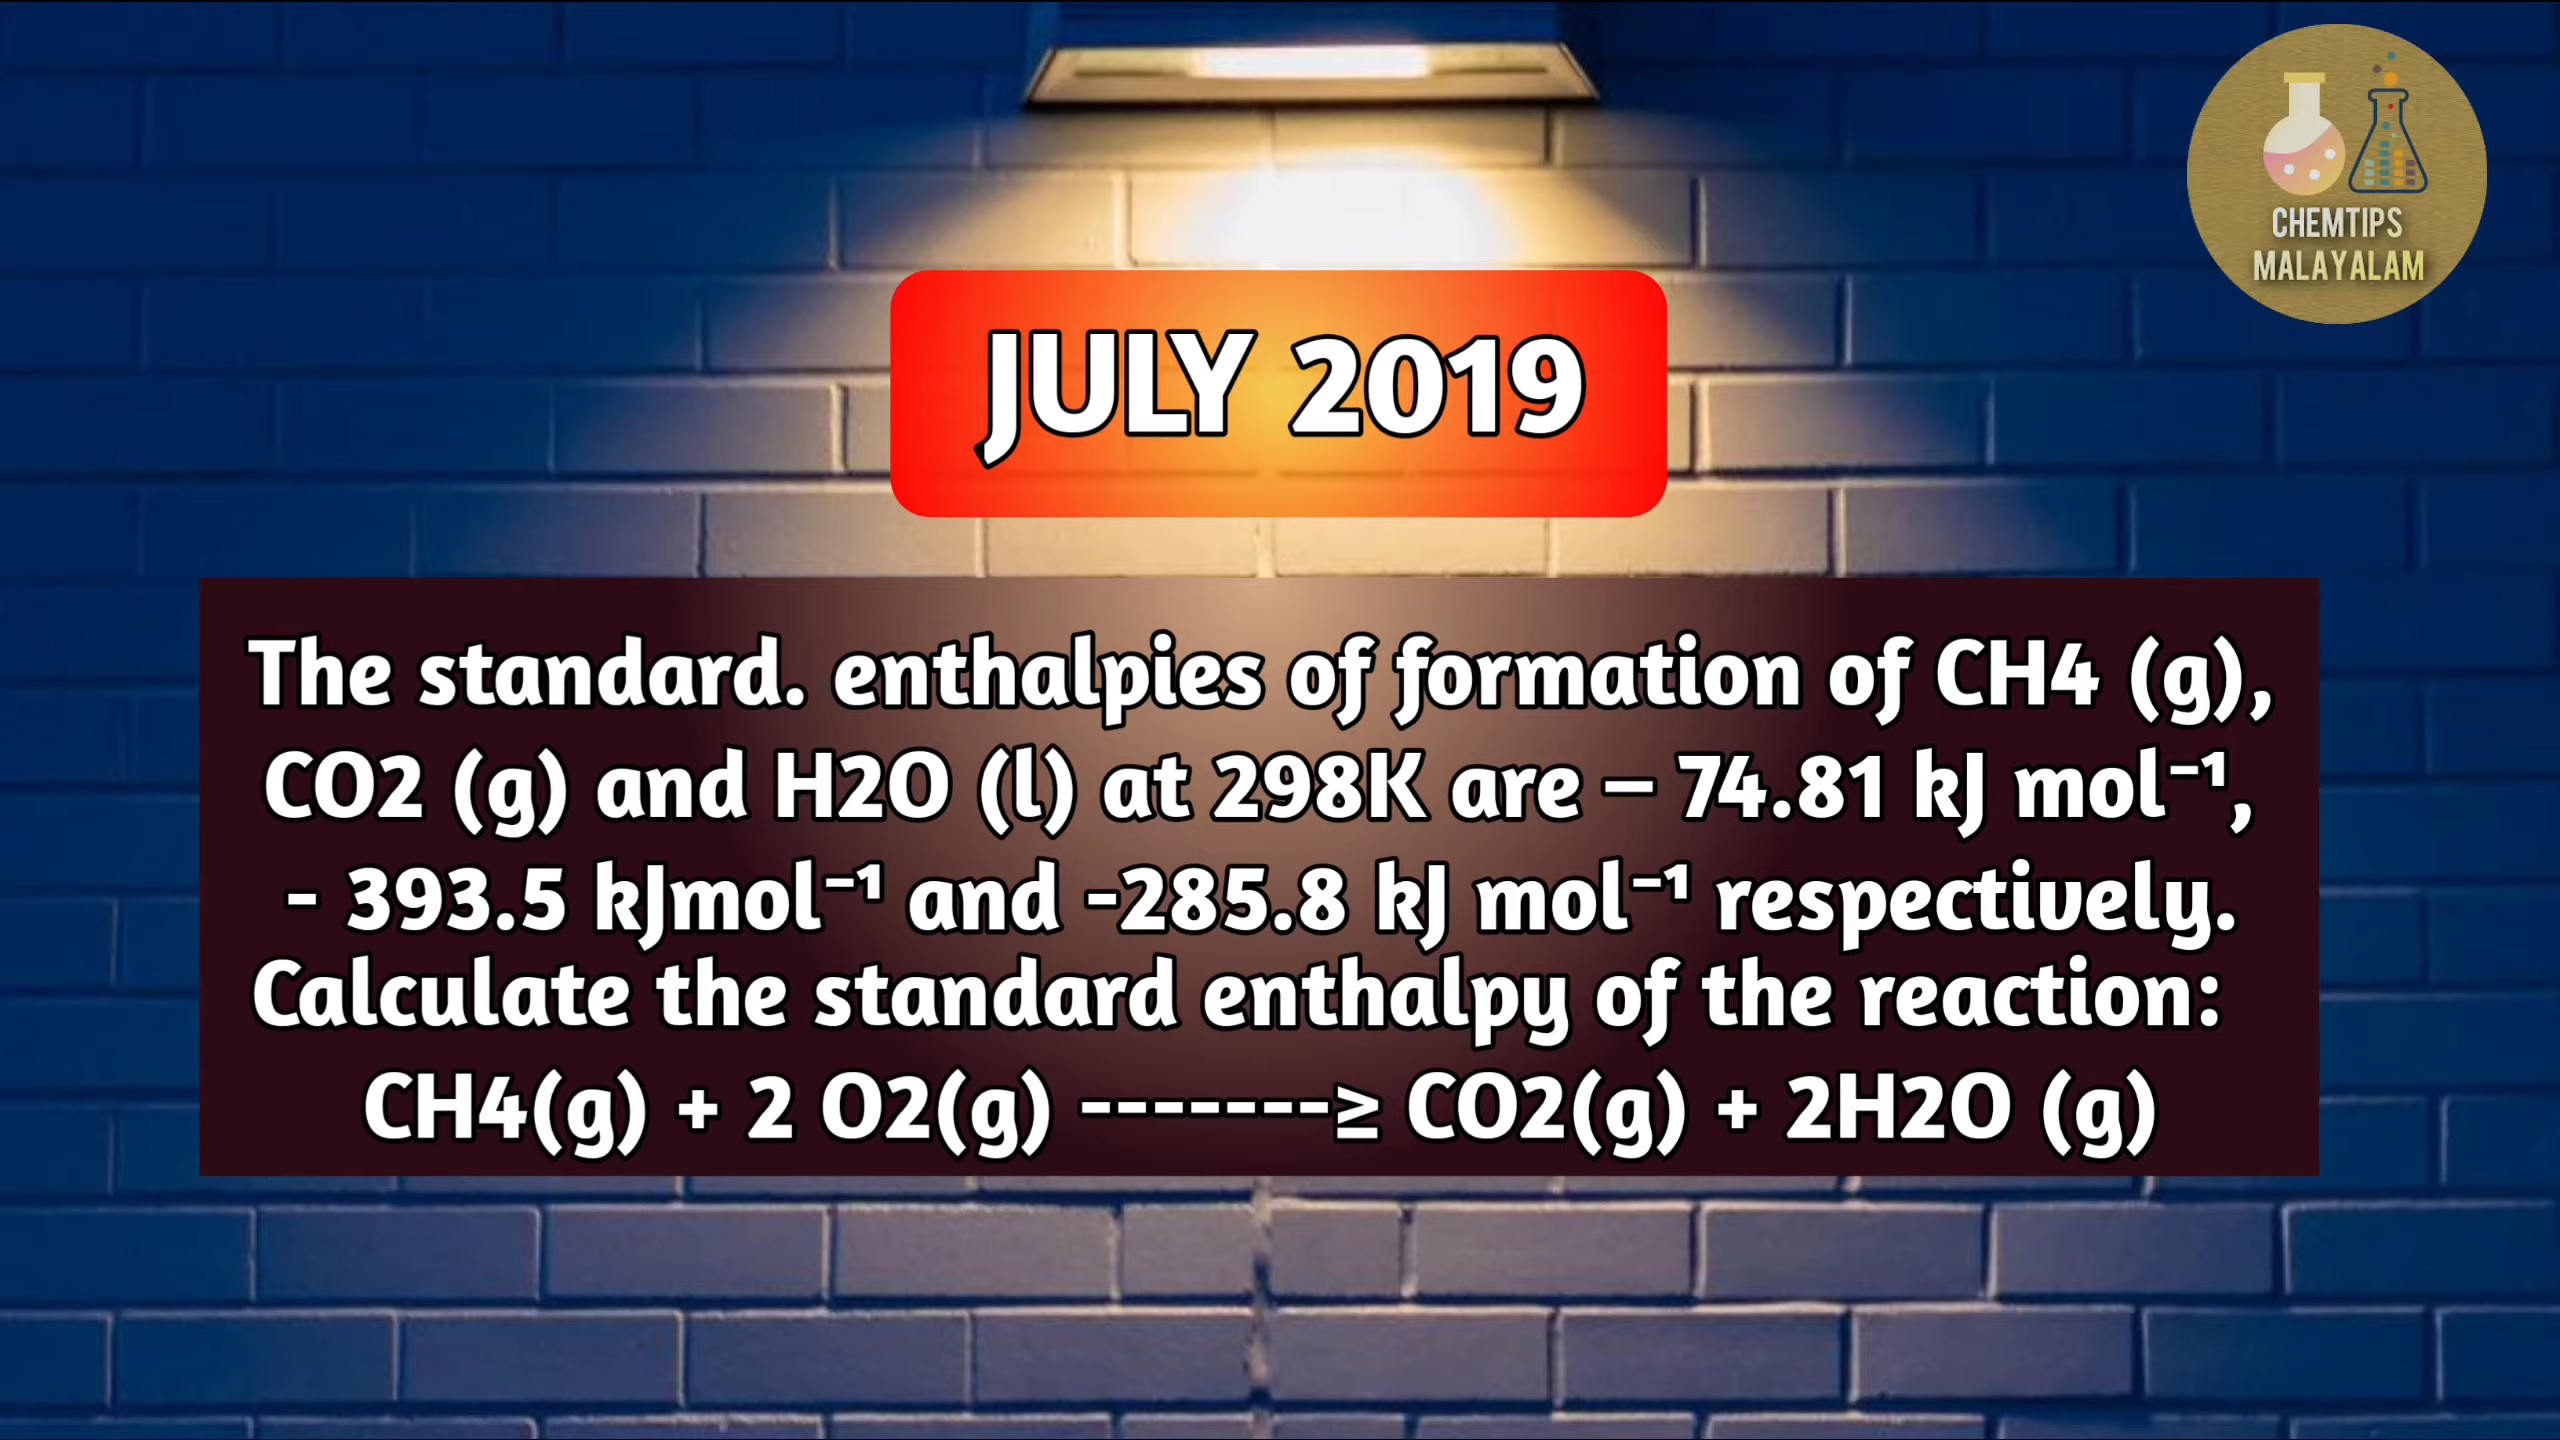 CHEMTIPS
MALAYALAM
JULY 2019
The standard. enthalpies of formation of CH4 (g),
CO2 (g) and H2O (l) at 298K are – 74.81 kJ mol⁻¹,
- 393.5 kJmol⁻¹ and -285.8 kJ mol⁻¹ respectively.
Calculate the standard enthalpy of the reaction:
CH4(g) + 2 O2(g) -------≥ CO2(g) + 2H2O (g)